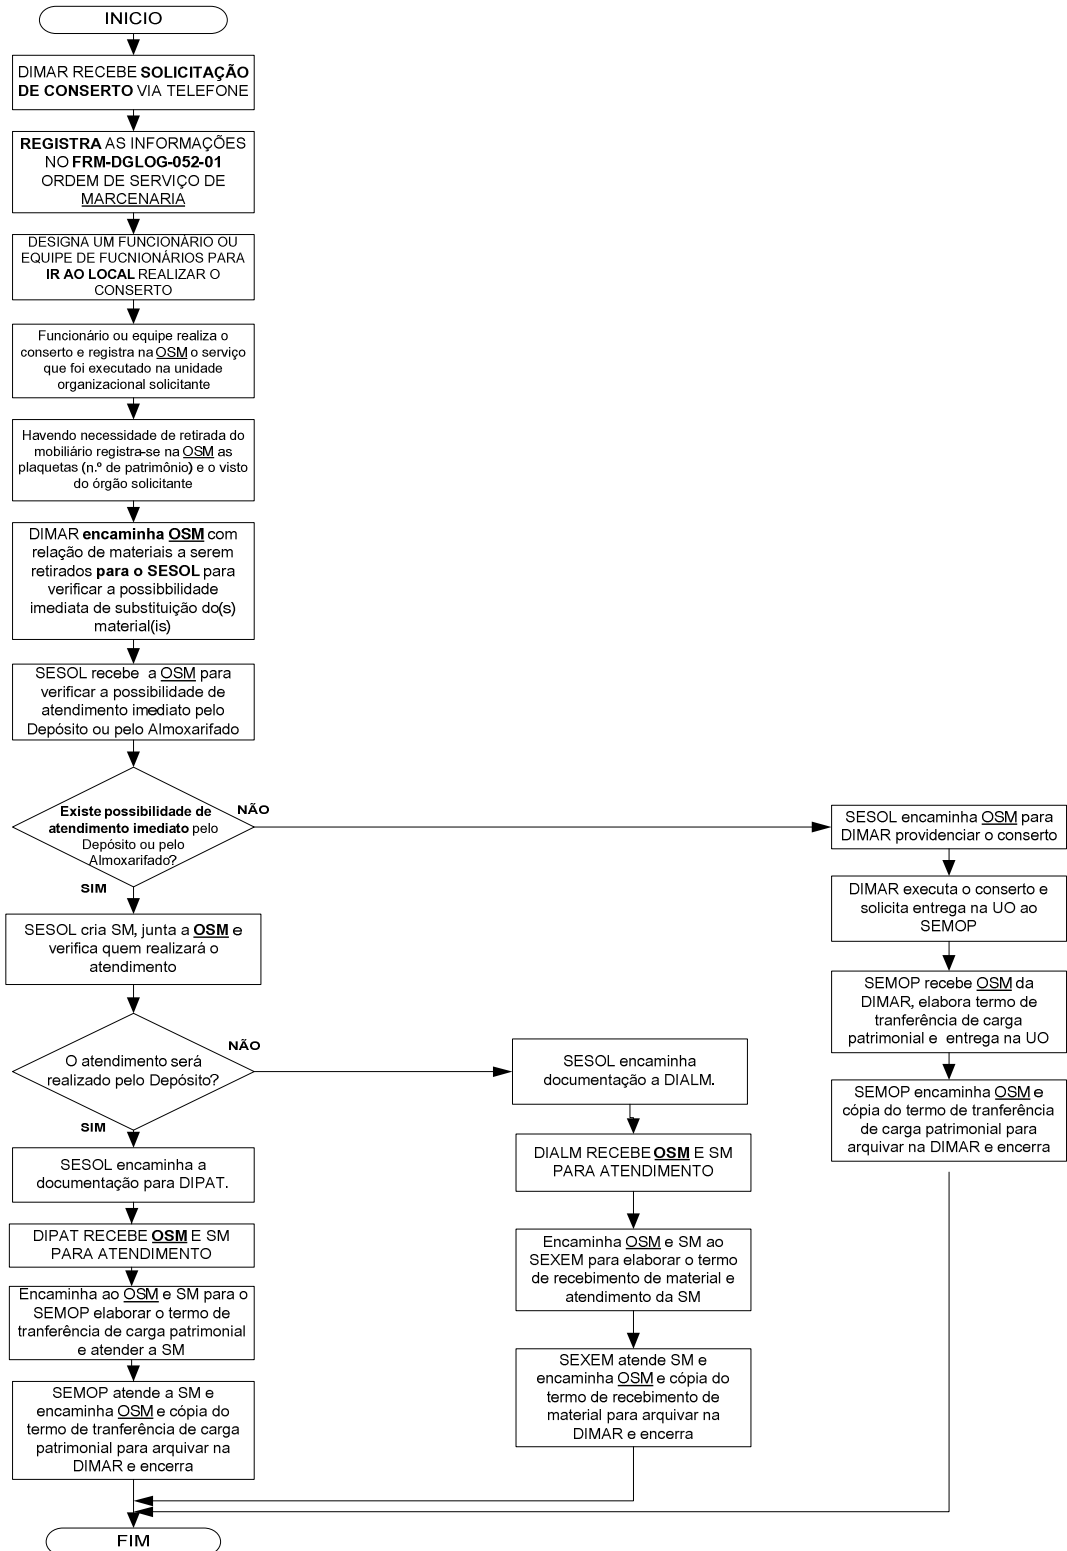 INICIO
DIMAR RECEBE SOLICITAÇÃO
DE CONSERTO VIA TELEFONE
REGISTRA AS INFORMAÇÕES
NO FRM-DGLOG-052-01
ORDEM DE SERVIÇO DE
MARCENARIA
DESIGNA UM FUNCIONÁRIO OU
EQUIPE DE FUCNIONÁRIOS PARA
IR AO LOCAL REALIZAR O
CONSERTO
Funcionário ou equipe realiza o
conserto e registra na OSM o serviço
que foi executado na unidade
organizacional solicitante
Havendo necessidade de retirada do
mobiliário registra-se na OSM as
plaquetas (n.º de patrimônio) e o visto
do órgão solicitante
DIMAR encaminha OSM com
relação de materiais a serem
retirados para o SESOL para
verificar a possibbilidade
imediata de substituição do(s)
material(is)
SESOL recebe a OSM para
verificar a possibilidade de
atendimento imediato pelo
Depósito ou pelo Almoxarifado
Existe possibilidade de
atendimento imediato pelo
Depósito ou pelo
Almoxarifado?
NÃO
SIM
SESOL encaminha OSM para
DIMAR providenciar o conserto
DIMAR executa o conserto e
solicita entrega na UO ao
SEMOP
SEMOP recebe OSM da
DIMAR, elabora termo de
tranferência de carga
patrimonial e entrega na UO
SEMOP encaminha OSM e
cópia do termo de tranferência
de carga patrimonial para
arquivar na DIMAR e encerra
SESOL cria SM, junta a OSM e
verifica quem realizará o
atendimento
O atendimento será
realizado pelo Depósito?
NÃO
SIM
SESOL encaminha
documentação a DIALM.
DIALM RECEBE OSM E SM
PARA ATENDIMENTO
Encaminha OSM e SM ao
SEXEM para elaborar o termo
de recebimento de material e
atendimento da SM
SEXEM atende SM e
encaminha OSM e cópia do
termo de recebimento de
material para arquivar na
DIMAR e encerra
SESOL encaminha a
documentação para DIPAT.
DIPAT RECEBE OSM E SM
PARA ATENDIMENTO
Encaminha ao OSM e SM para o
SEMOP elaborar o termo de
tranferência de carga patrimonial
e atender a SM
SEMOP atende a SM e
encaminha OSM e cópia do
termo de tranferência de carga
patrimonial para arquivar na
DIMAR e encerra
FIM